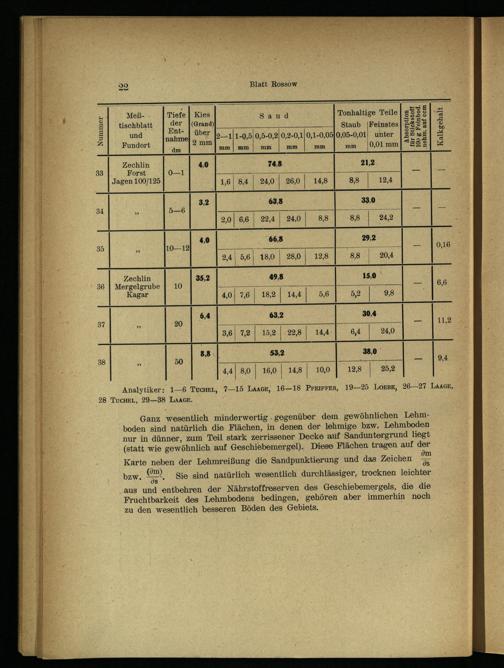 22
Blatt Rossow
Nummer
Meß-
tischblatt
und
Fundort
Tiefe
der
Ent-
nahme
dm
Kies
(Grand)
über
2 mm
Sand
2—1 mm
1-0,5 mm
0,5-0,2 mm
0,2-0,1 mm
0,1-0,05 mm
Tonhaltige Teile
Staub
0,05-0,01
mm
Feinstes
unter
0,01 mm
Absorption
für Stickstoff
100 g Feinbod.
nehm. auf ccm
Kalkgehalt
33 Zechlin Forst Jagen 100/125 0—1 4,0 74,8 21,2 — —
1,6 8,4 24,0 26,0 14,8 8,8 12,4
34 „ 5—6 3,2 63,8 33,0 — —
2,0 6,6 22,4 24,0 8,8 8,8 24,2
35 „ 10—12 4,0 66,8 29,2 — 0,16
2,4 5,6 18,0 28,0 12,8 8,8 20,4
36 Zechlin Mergelgrube Kagar 10 35,2 49,8 15,0 — 6,6
4,0 7,6 18,2 14,4 5,6 5,2 9,8
37 „ 20 6,4 63,2 30,4 — 11,2
3,6 7,2 15,2 22,8 14,4 6,4 24,0
38 „ 50 8,8 53,2 38,0 — 9,4
4,4 8,0 16,0 14,8 10,0 12,8 25,2
Analytiker: 1—6 Tuchel, 7—15 Laage, 16—18 Pfeiffer, 19—25 Loebe, 26—27 Laage,
28 Tuchel, 29—38 Laage.
Ganz wesentlich minderwertig gegenüber dem gewöhnlichen Lehm-
boden sind natürlich die Flächen, in denen der lehmige bzw. Lehmboden
nur in dünner, zum Teil stark zerrissener Decke auf Sanduntergrund liegt
(statt wie gewöhnlich auf Geschiebemergel). Diese Flächen tragen auf der
Karte neben der Lehmreißung die Sandpunktierung und das Zeichen ∂m/∂s
bzw. (∂m)/∂s. Sie sind natürlich wesentlich durchlässiger, trocknen leichter
aus und entbehren der Nährstoffreserven des Geschiebemergels, die die
Fruchtbarkeit des Lehmbodens bedingen, gehören aber immerhin noch
zu den wesentlich besseren Böden des Gebiets.